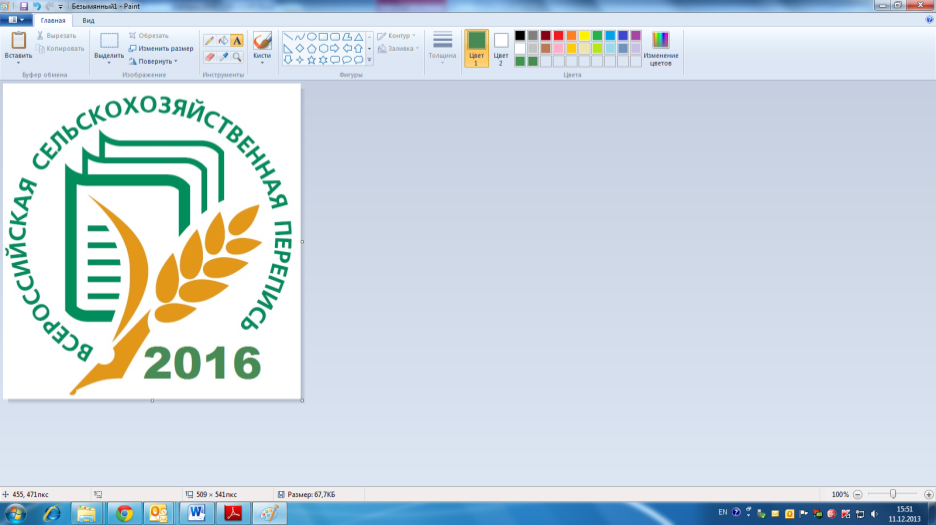 Безымянный1 - Paint
Главная Вид
Вставить
Вырезать
Копировать
Буфер обмена
Выделить
Обрезать
Изменить размер
Повернуть
Изображение
A
Инструменты
Кисти
Контур
Заливка
Фигуры
Толщина
Цвет 1
Цвет 2
Изменение цветов
Цвета
ВСЕРОССИЙСКАЯ СЕЛЬСКОХОЗЯЙСТВЕННАЯ ПЕРЕПИСЬ
2016
455, 471пкс
509 × 541пкс
Размер: 67,7КБ
100%
EN
15:51
11.12.2013